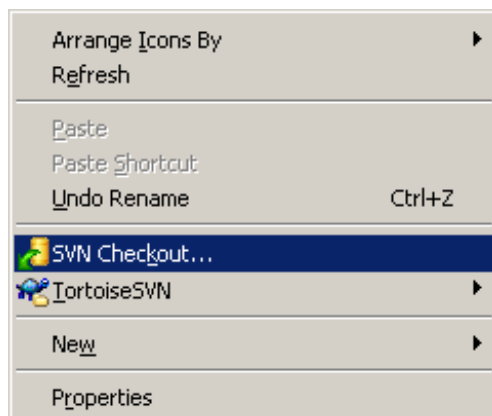 Arrange Icons By
Refresh
Paste
Paste Shortcut
Undo Rename Ctrl+Z
SVN Checkout...
TortoiseSVN
New
Properties